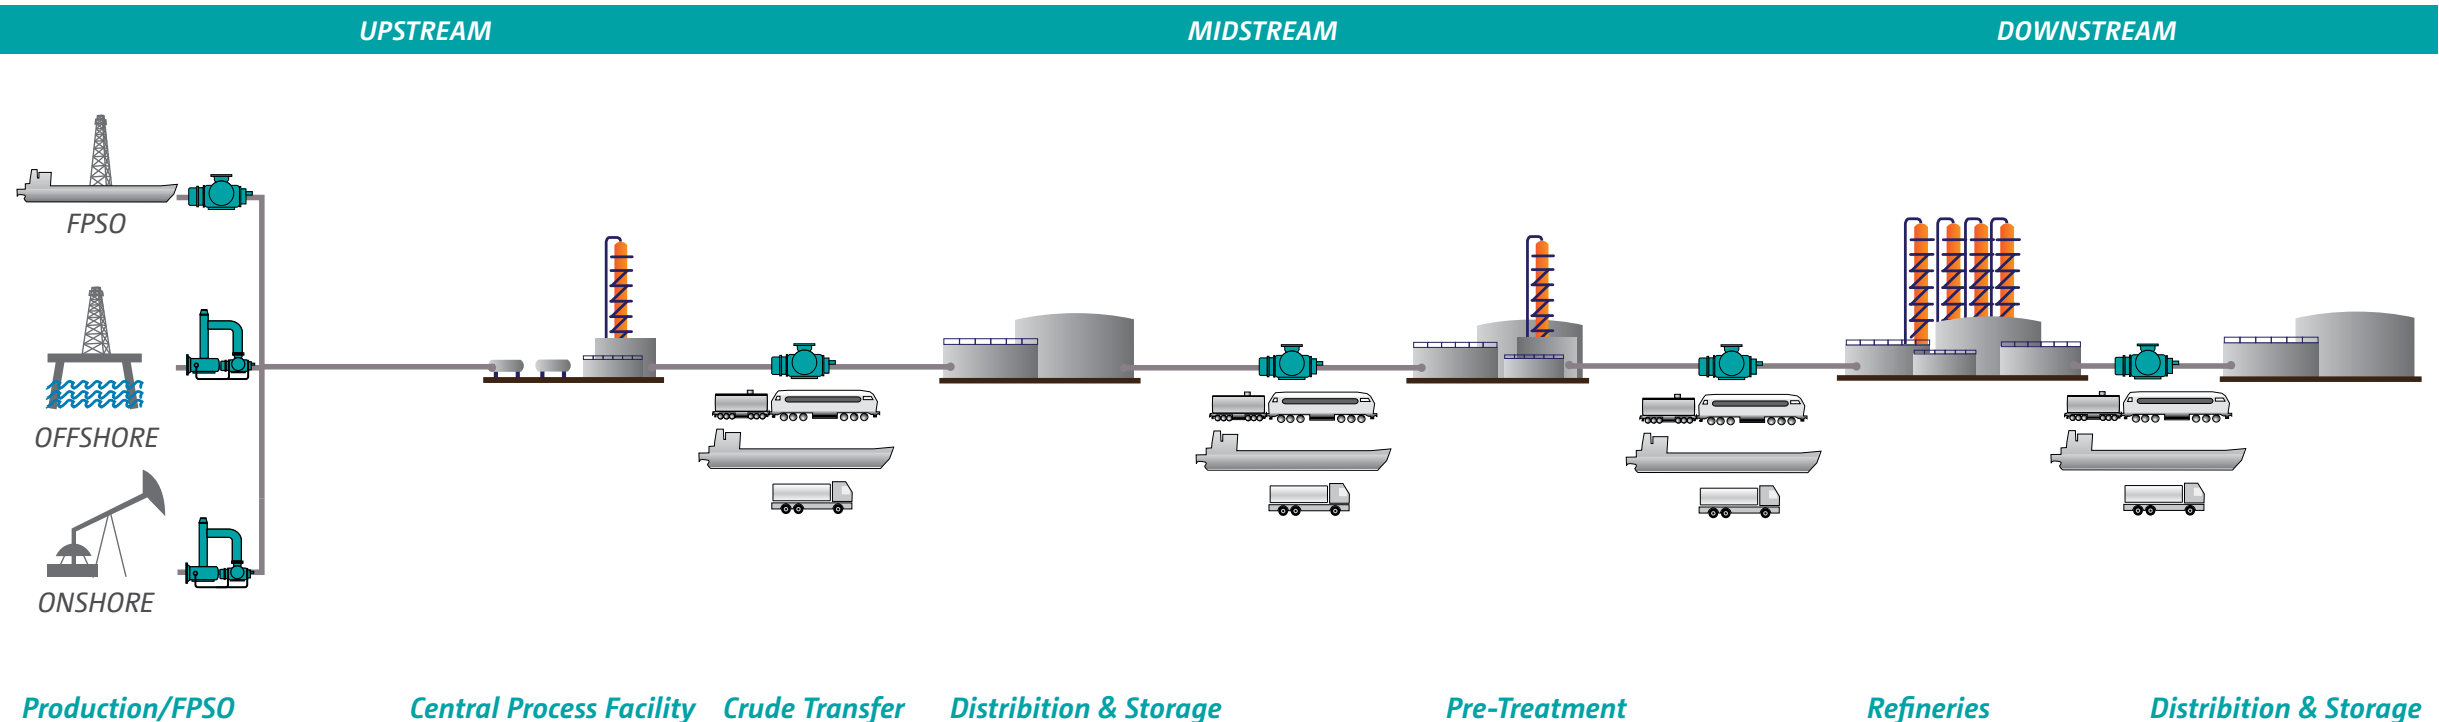 UPSTREAM MIDSTREAM DOWNSTREAM
FPSO
OFFSHORE
ONSHORE
Production/FPSO Central Process Facility Crude Transfer Distribition & Storage Pre-Treatment Refineries Distribition & Storage